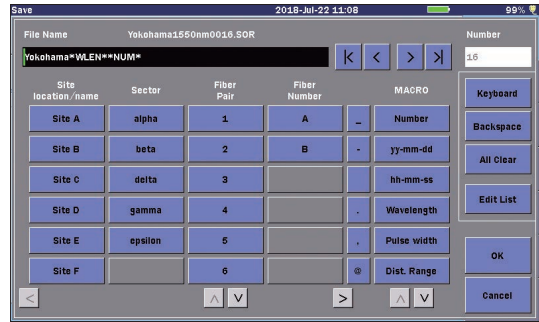 Save 2018-Jul-22 11:08 99%
File Name Yokohama1550nm0016.SOR Number
Yokohama*WLEN**NUM* |< < > >| 16
Site location/name Sector Fiber Pair Fiber Number MACRO Keyboard
Site A alpha 1 A _ Number Backspace
Site B beta 2 B - yy-mm-dd All Clear
Site C delta 3 hh-mm-ss Edit List
Site D gamma 4 . Wavelength
Site E epsilon 5 , Pulse width OK
Site F 6 @ Dist. Range Cancel
< ∧ ∨ > ∧ ∨